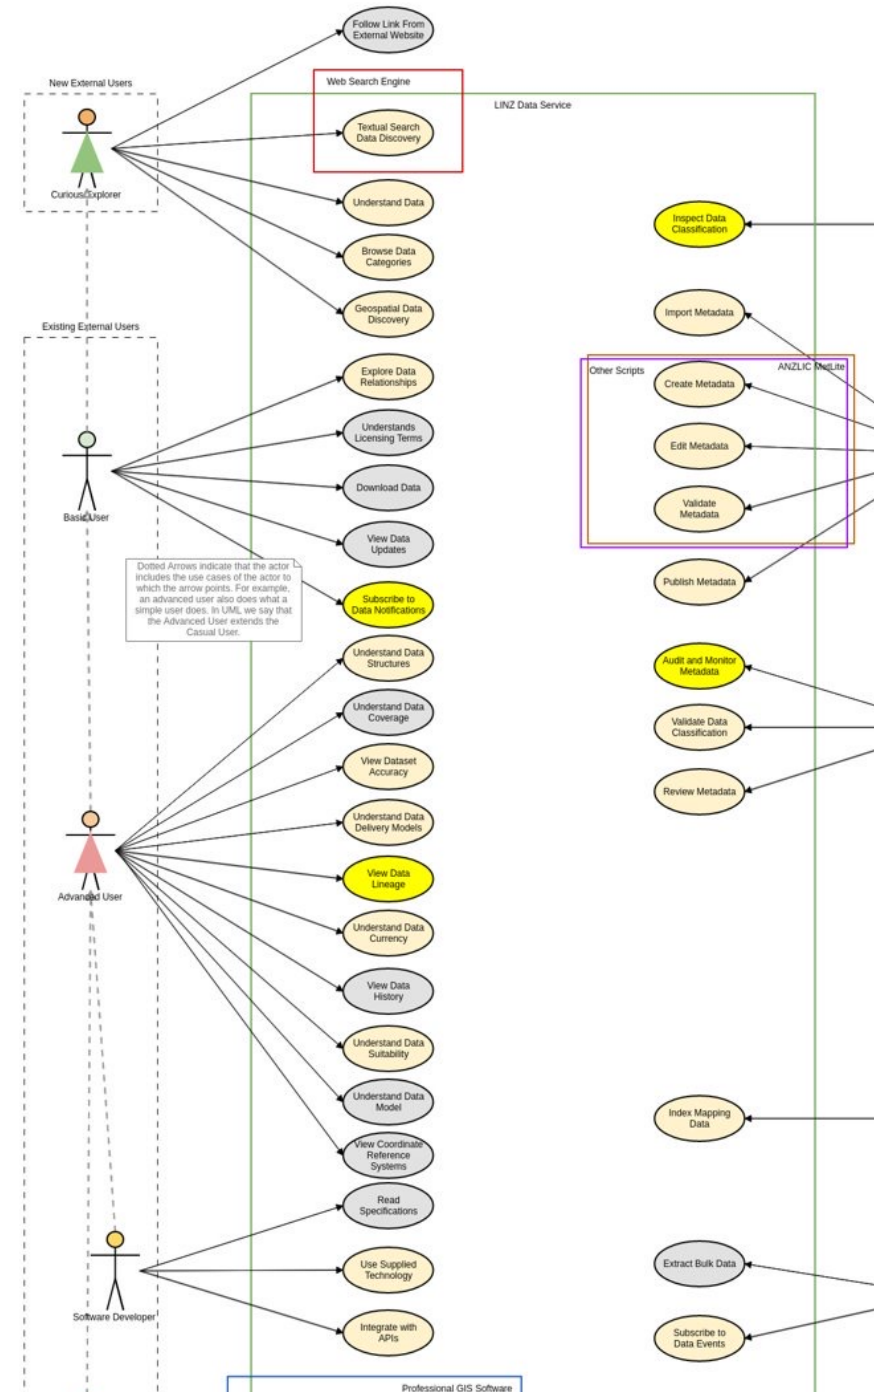 Follow Link From
External Website
New External Users
Web Search Engine
LINZ Data Service
Textual Search
Data Discovery
Curious Explorer
Understand Data
Inspect Data
Classification
Browse Data
Categories
Geospatial Data
Discovery
Import Metadata
Existing External Users
Other Scripts
ANZLIC MetLite
Explore Data
Relationships
Create Metadata
Understands
Licensing Terms
Edit Metadata
Download Data
Validate
Metadata
Basic User
View Data
Updates
Dotted Arrows indicate that the actor
includes the use cases of the actor to
which the arrow points. For example,
an advanced user also does what a
simple user does. In UML we say that
the Advanced User extends the
Casual User.
Publish Metadata
Subscribe to
Data Notifications
Understand Data
Structures
Audit and Monitor
Metadata
Understand Data
Coverage
Validate Data
Classification
View Dataset
Accuracy
Review Metadata
Understand Data
Delivery Models
View Data
Lineage
Advanced User
Understand Data
Currency
View Data
History
Understand Data
Suitability
Understand Data
Model
Index Mapping
Data
View Coordinate
Reference
Systems
Read
Specifications
Use Supplied
Technology
Extract Bulk Data
Software Developer
Integrate with
APIs
Subscribe to
Data Events
Professional GIS Software